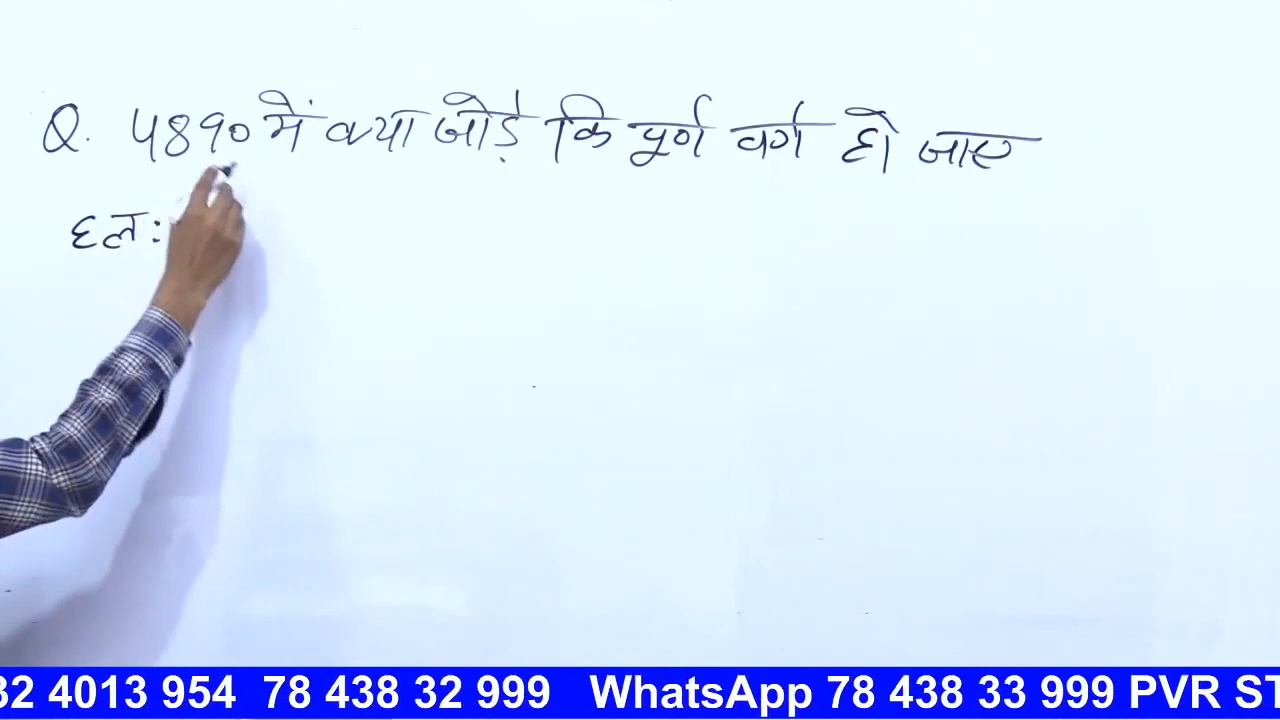 Q. 4890 में क्या जोड़े कि पूर्ण वर्ग हो जाए
हल:
32 4013 954 78 438 32 999 WhatsApp 78 438 33 999 PVR ST